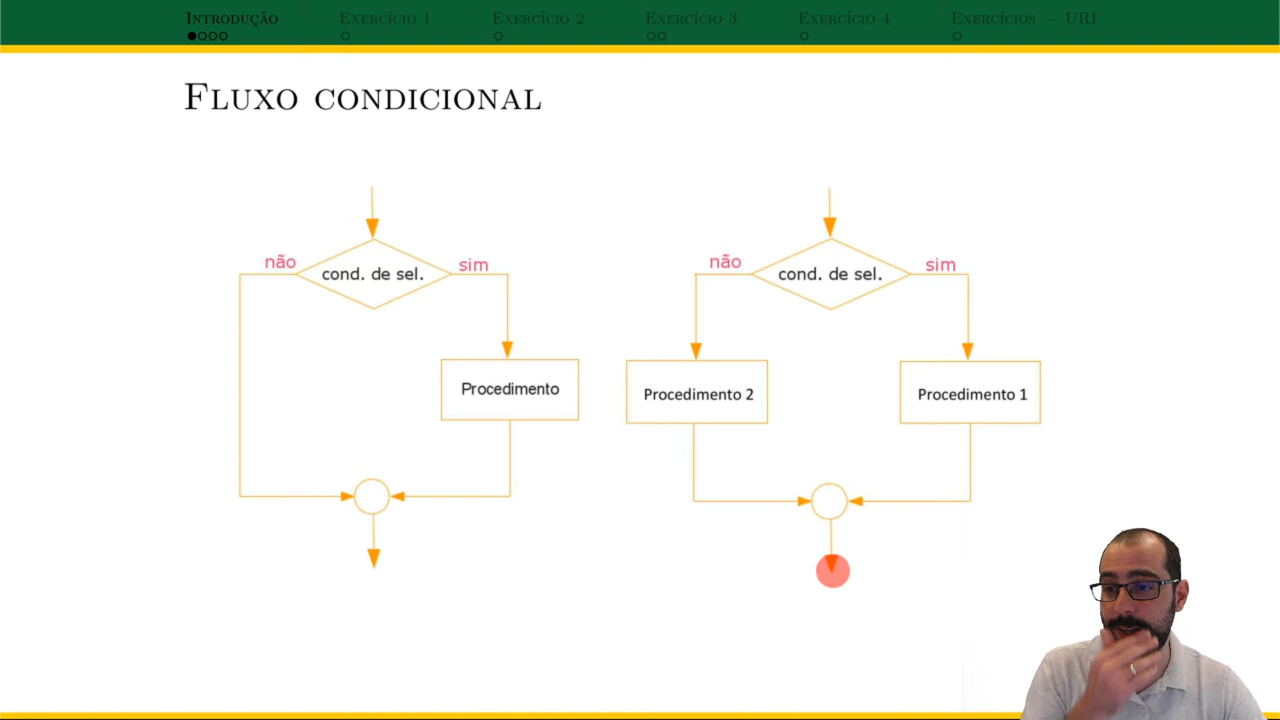 Introdução Exercício 1 Exercício 2 Exercício 3 Exercício 4 Exercícios — URI
Fluxo condicional
não cond. de sel. sim
Procedimento
não cond. de sel. sim
Procedimento 2 Procedimento 1